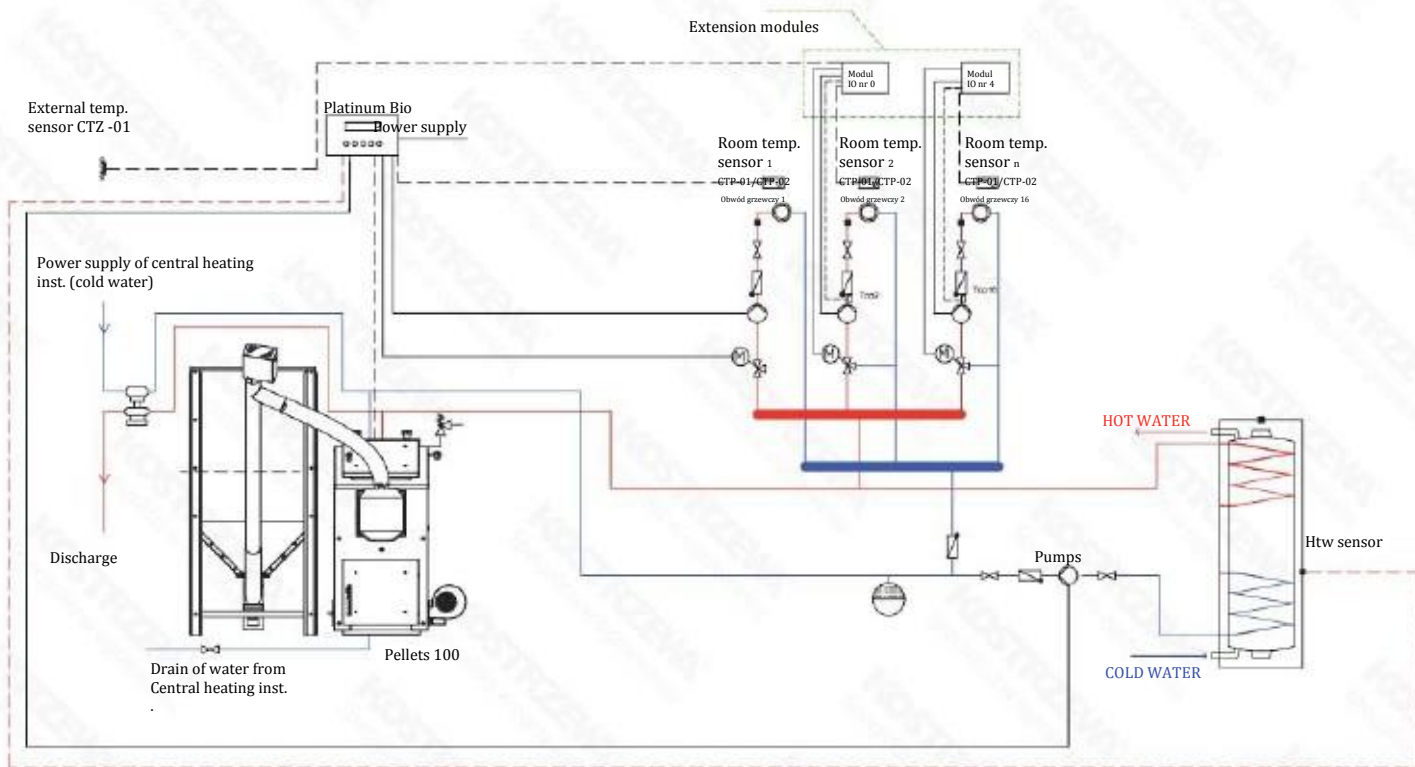 Extension modules
Modul
IO nr 0
Modul
IO nr 4
External temp.
sensor CTZ -01
Platinum Bio
Power supply
Room temp.
sensor 1
CTP-01/CTP-02
Obwód grzewczy 1
Room temp.
sensor 2
CTP-01/CTP-02
Obwód grzewczy 2
Room temp.
sensor n
CTP-01/CTP-02
Obwód grzewczy 16
Power supply of central heating
inst. (cold water)
M
M
M
HOT WATER
Discharge
Pumps
Htw sensor
Pellets 100
Drain of water from
Central heating inst.
.
COLD WATER
KOSTRZEWA